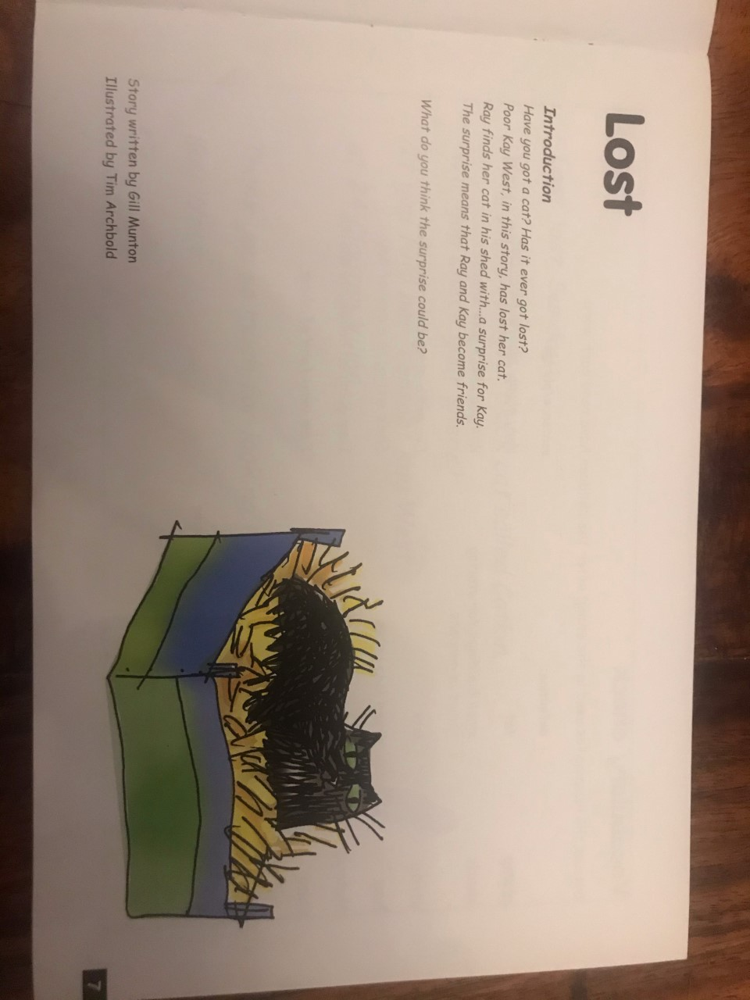 Lost
Introduction
Have you got a cat? Has it ever got lost?
Poor Kay West, in this story, has lost her cat.
Ray finds her cat in his shed with...a surprise for Kay.
The surprise means that Ray and Kay become friends.
What do you think the surprise could be?
Story written by Gill Munton
Illustrated by Tim Archbold
7